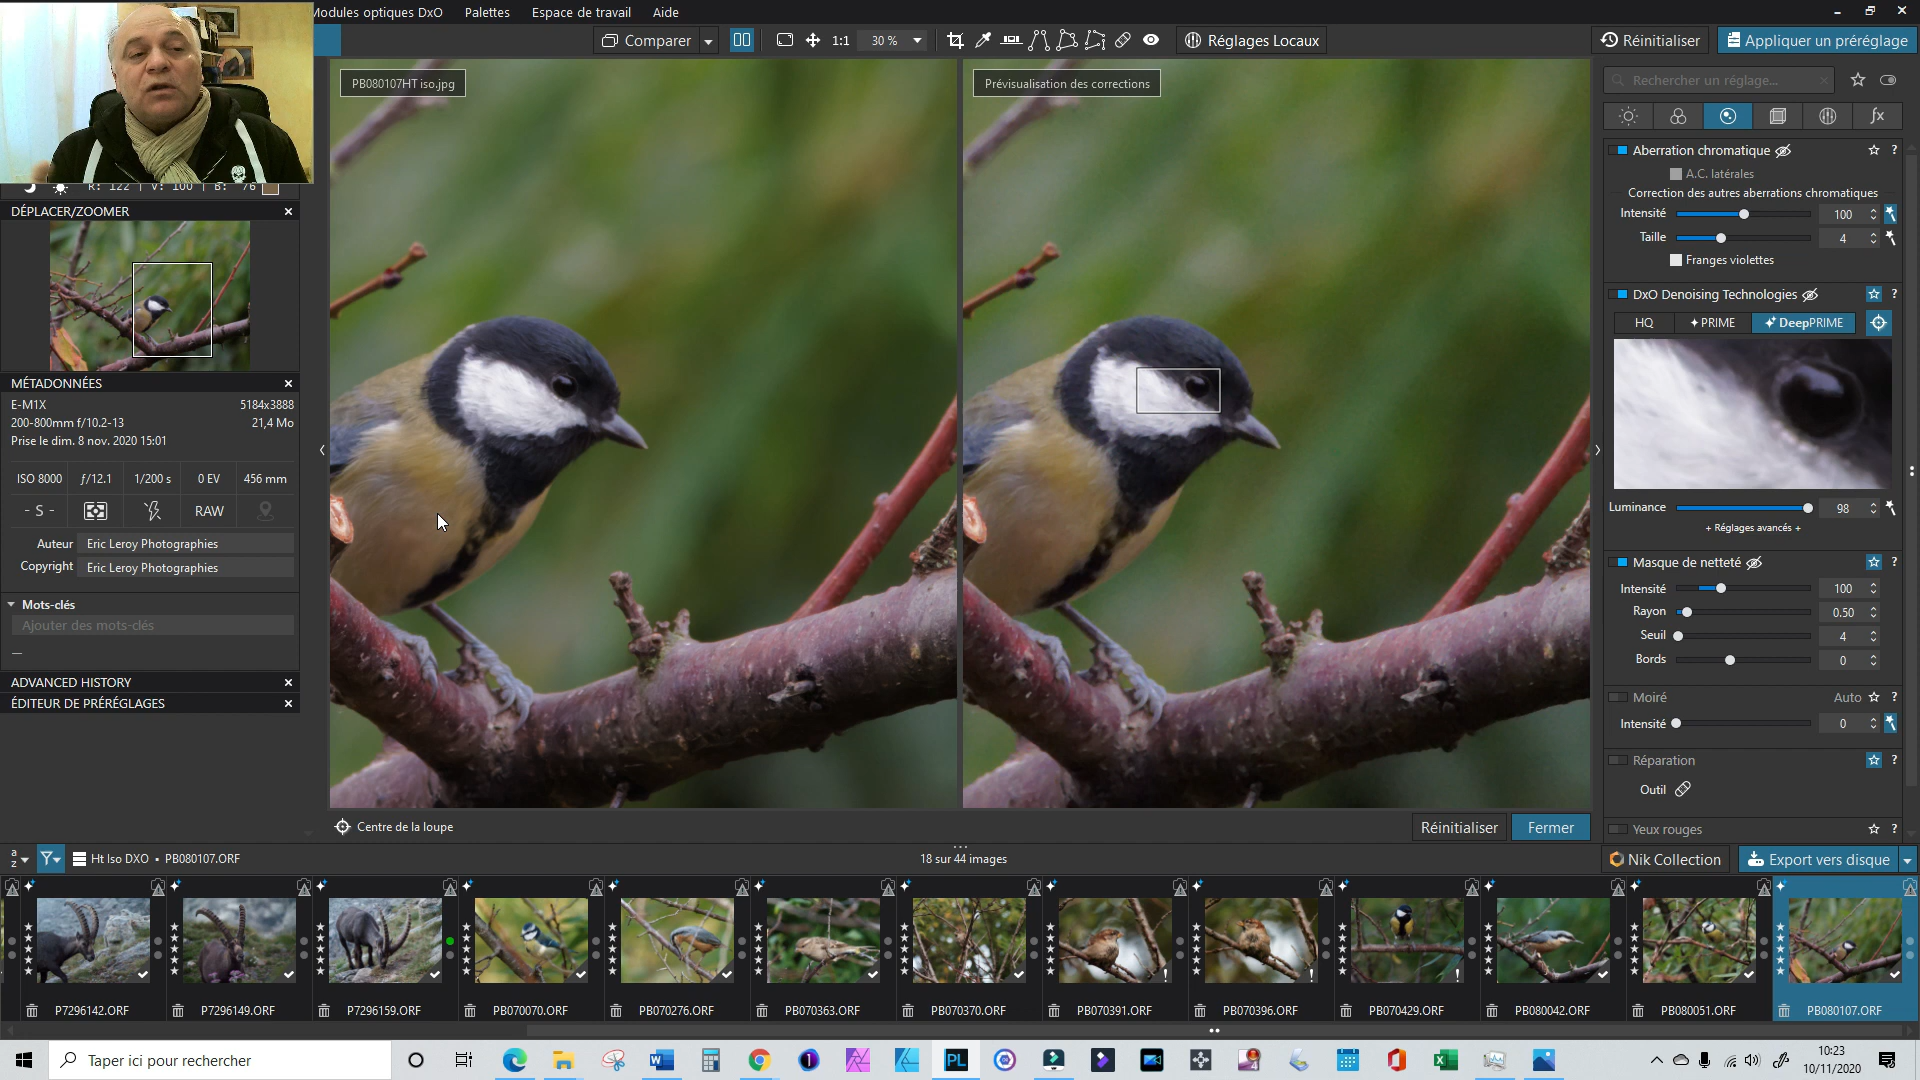 Modules optiques DxO Palettes Espace de travail Aide
Comparer 1:1 30 % Réglages Locaux Réinitialiser Appliquer un préréglage
PB080107HT iso.jpg
Prévisualisation des corrections
Rechercher un réglage...
fx
R: 122 | V: 100 | B: 76
DÉPLACER/ZOOMER
MÉTADONNÉES
E-M1X 5184x3888
200-800mm f/10.2-13 21,4 Mo
Prise le dim. 8 nov. 2020 15:01
ISO 8000 ƒ/12.1 1/200 s 0 EV 456 mm
- S - RAW
Auteur Eric Leroy Photographies
Copyright Eric Leroy Photographies
Mots-clés
Ajouter des mots-clés
—
ADVANCED HISTORY
ÉDITEUR DE PRÉRÉGLAGES
Aberration chromatique ?
A.C. latérales
Correction des autres aberrations chromatiques
Intensité 100
Taille 4
Franges violettes
DxO Denoising Technologies ?
HQ PRIME DeepPRIME
Luminance 98
+ Réglages avancés +
Masque de netteté ?
Intensité 100
Rayon 0.50
Seuil 4
Bords 0
Moiré Auto ?
Intensité 0
Réparation ?
Outil
Yeux rouges ?
Centre de la loupe Réinitialiser Fermer
a z Ht Iso DXO • PB080107.ORF 18 sur 44 images Nik Collection Export vers disque
P7296142.ORF P7296149.ORF P7296159.ORF PB070070.ORF PB070276.ORF PB070363.ORF PB070370.ORF PB070391.ORF PB070396.ORF PB070429.ORF PB080042.ORF PB080051.ORF PB080107.ORF
Taper ici pour rechercher PL 10:23
10/11/2020